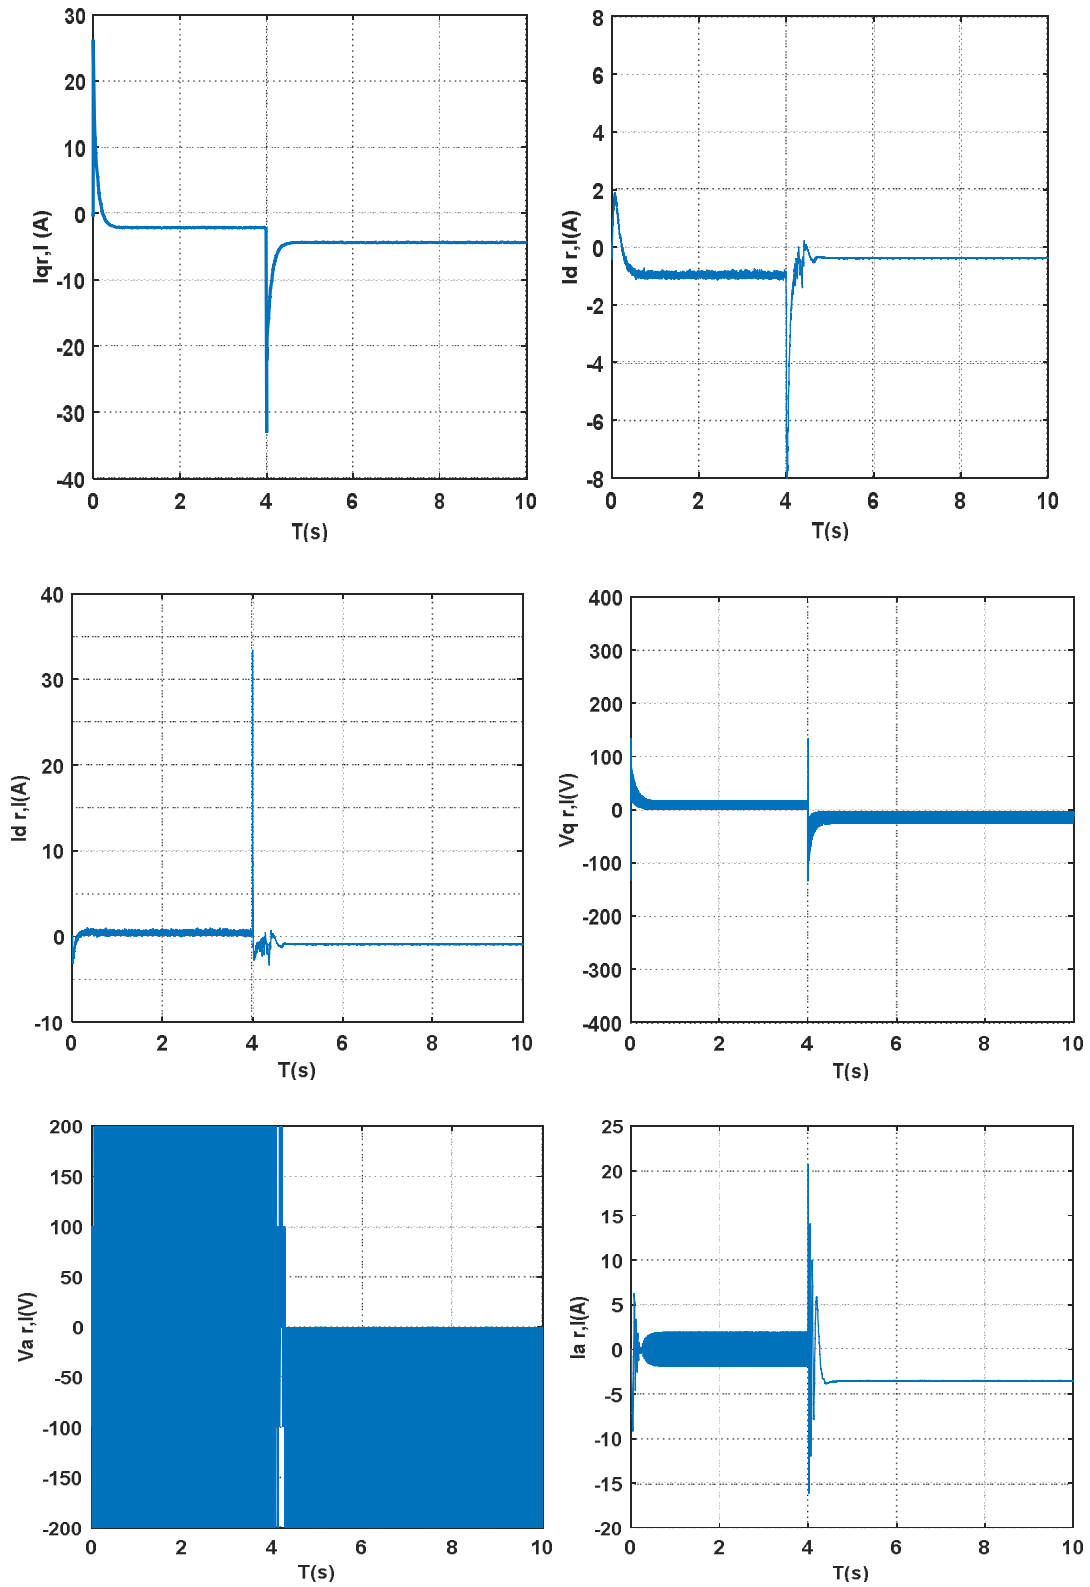 30
20
10
0
-10
-20
-30
-40
Iqr,l (A)
0 2 4 6 8 10
T(s)
8
6
4
2
0
-2
-4
-6
-8
Id r,l(A)
0 2 4 6 8 10
T(s)
40
30
20
10
0
-10
Id r,l(A)
0 2 4 6 8 10
T(s)
400
300
200
100
0
-100
-200
-300
-400
Vq r,l(V)
0 2 4 6 8 10
T(s)
200
150
100
50
0
-50
-100
-150
-200
Va r,l(V)
0 2 4 6 8 10
T(s)
25
20
15
10
5
0
-5
-10
-15
-20
Ia r,l(A)
0 2 4 6 8 10
T(s)